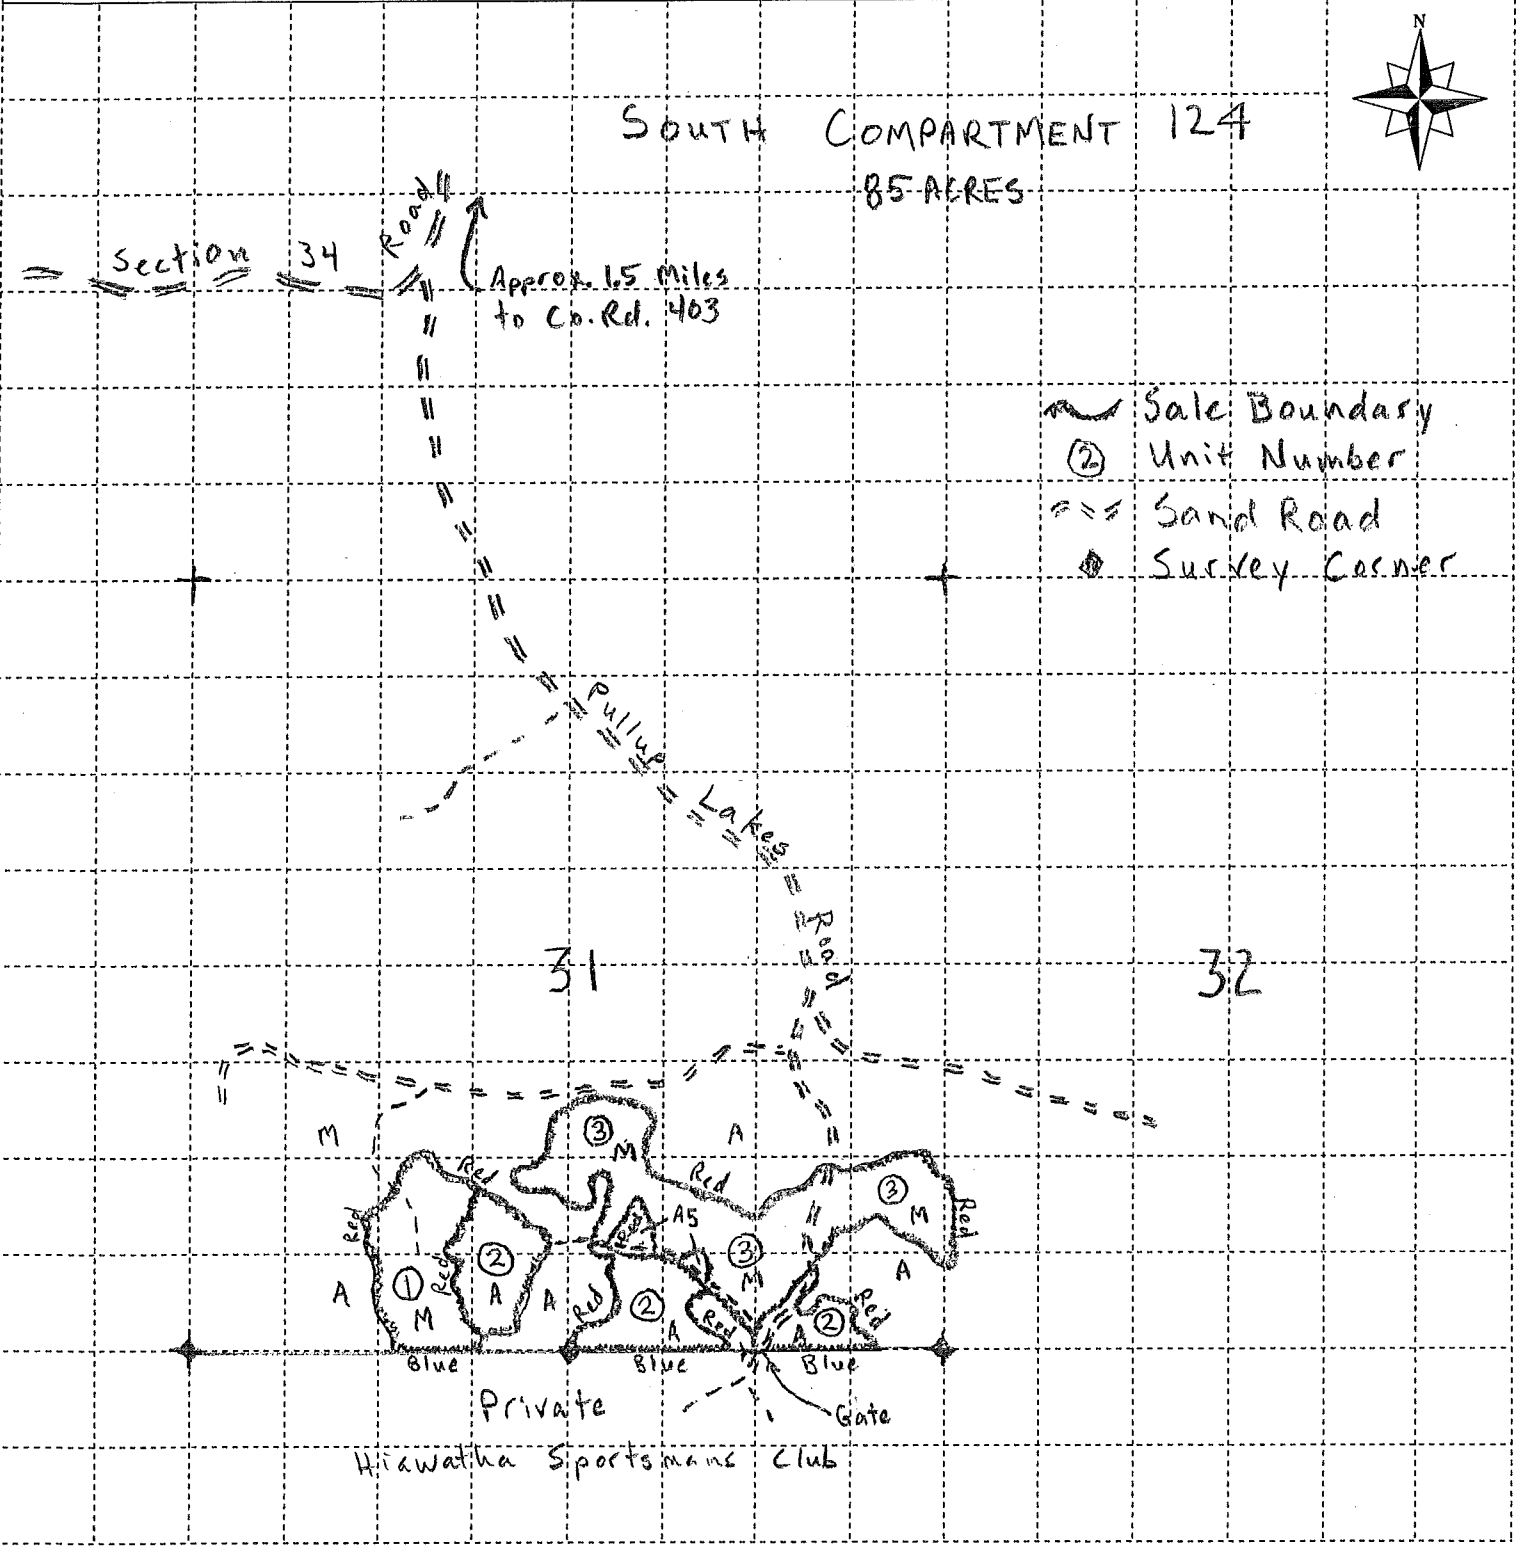 N
SOUTH COMPARTMENT 124
85 ACRES
Section 34 Road
Approx. 1.5 Miles
to Co. Rd. 403
Sale Boundary
② Unit Number
Sand Road
Survey Corner
Pullup Lakes Road
31
32
M
③
M
A
Red
Red
③
M
Red
Red
A5
Red
②
A
③
M
A
Red
A
①
M
A
Red
②
A
Red
②
A
Red
Blue
Blue
Blue
Private
Gate
Hiawatha Sportsmans Club